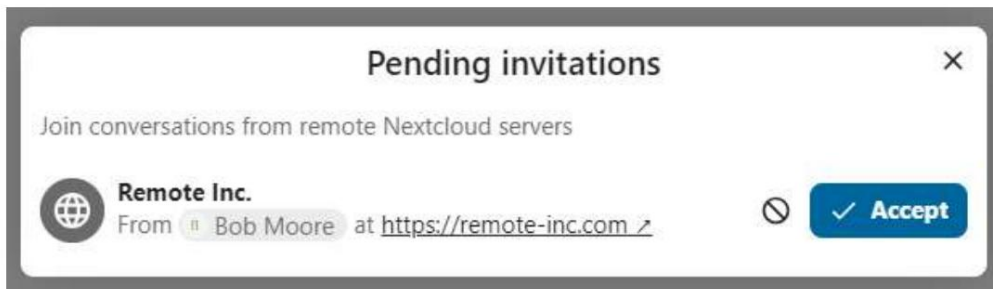 Pending invitations
Join conversations from remote Nextcloud servers
Remote Inc.
From Bob Moore at https://remote-inc.com ↗
Accept